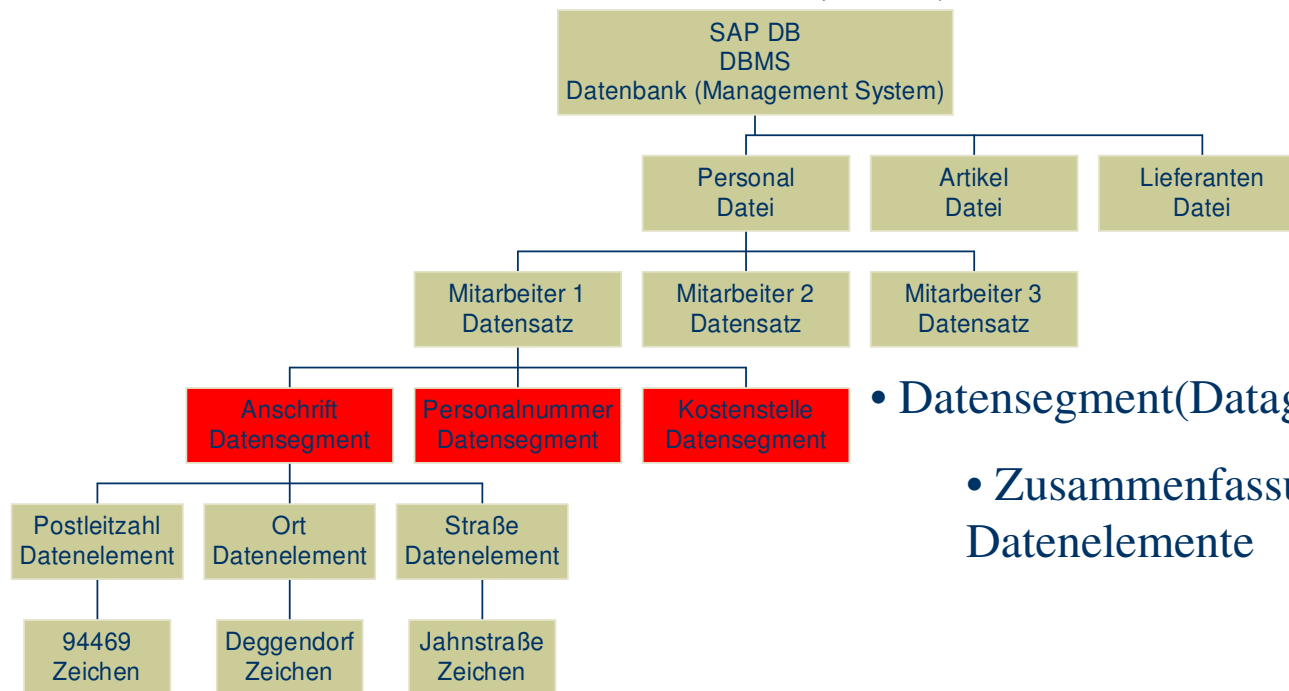 SAP DB
DBMS
Datenbank (Management System)
Personal
Datei
Artikel
Datei
Lieferanten
Datei
Mitarbeiter 1
Datensatz
Mitarbeiter 2
Datensatz
Mitarbeiter 3
Datensatz
Anschrift
Datensegment
Personalnummer
Datensegment
Kostenstelle
Datensegment
• Datensegment(Datag
• Zusammenfassu
Datenelemente
Postleitzahl
Datenelement
Ort
Datenelement
Straße
Datenelement
94469
Zeichen
Deggendorf
Zeichen
Jahnstraße
Zeichen